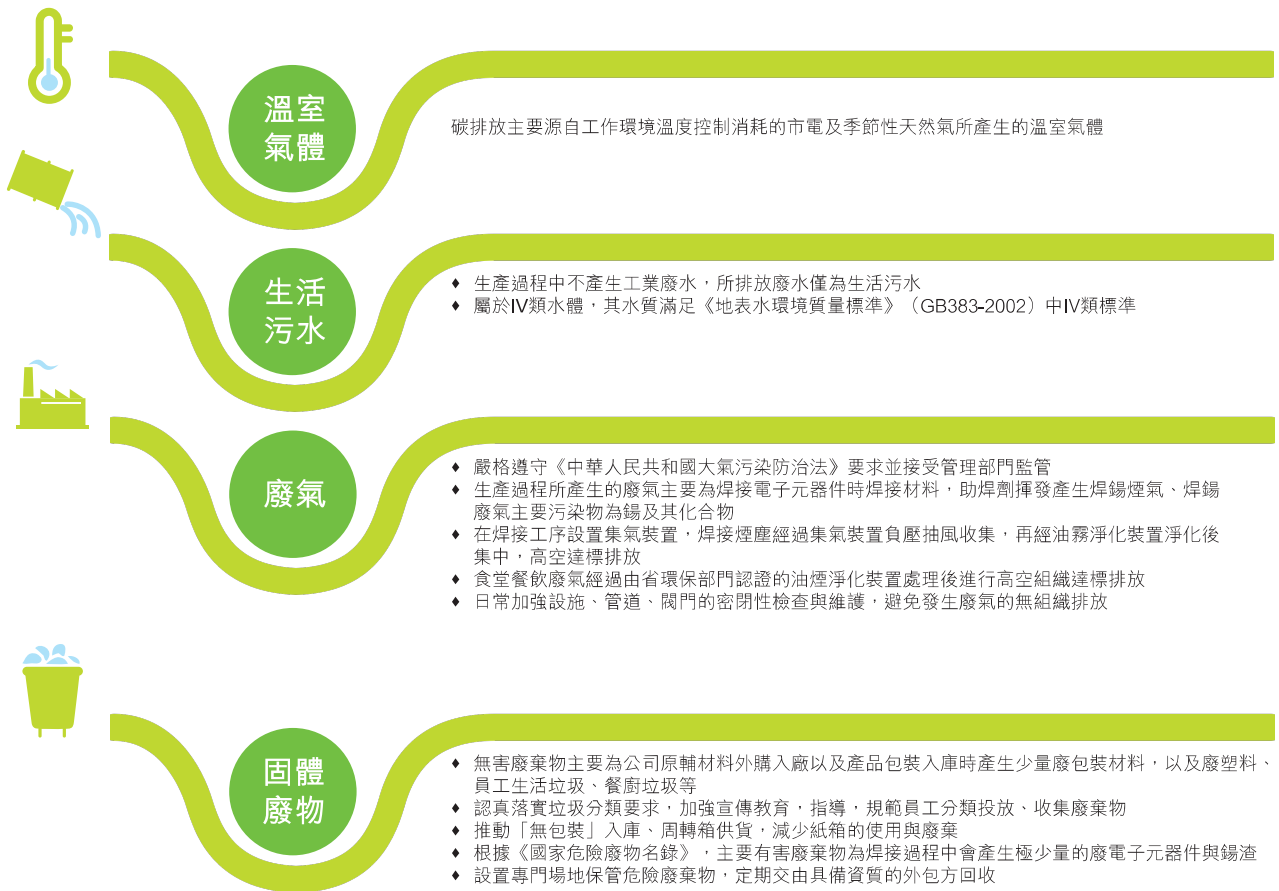 溫室
氣體
碳排放主要源自工作環境溫度控制消耗的市電及季節性天然氣所產生的溫室氣體
生活
污水
♦ 生產過程中不產生工業廢水，所排放廢水僅為生活污水
♦ 屬於IV類水體，其水質滿足《地表水環境質量標準》（GB383-2002）中IV類標準
廢氣
♦ 嚴格遵守《中華人民共和國大氣污染防治法》要求並接受管理部門監管
♦ 生產過程所產生的廢氣主要為焊接電子元器件時焊接材料，助焊劑揮發產生焊錫煙氣、焊錫
廢氣主要污染物為錫及其化合物
♦ 在焊接工序設置集氣裝置，焊接煙塵經過集氣裝置負壓抽風收集，再經油霧淨化裝置淨化後
集中，高空達標排放
♦ 食堂餐飲廢氣經過由省環保部門認證的油煙淨化裝置處理後進行高空組織達標排放
♦ 日常加強設施、管道、閥門的密閉性檢查與維護，避免發生廢氣的無組織排放
固體
廢物
♦ 無害廢棄物主要為公司原輔材料外購入廠以及產品包裝入庫時產生少量廢包裝材料，以及廢塑料、
員工生活垃圾、餐廚垃圾等
♦ 認真落實垃圾分類要求，加強宣傳教育，指導，規範員工分類投放、收集廢棄物
♦ 推動「無包裝」入庫、周轉箱供貨，減少紙箱的使用與廢棄
♦ 根據《國家危險廢物名錄》，主要有害廢棄物為焊接過程中會產生極少量的廢電子元器件與錫渣
♦ 設置專門場地保管危險廢棄物，定期交由具備資質的外包方回收